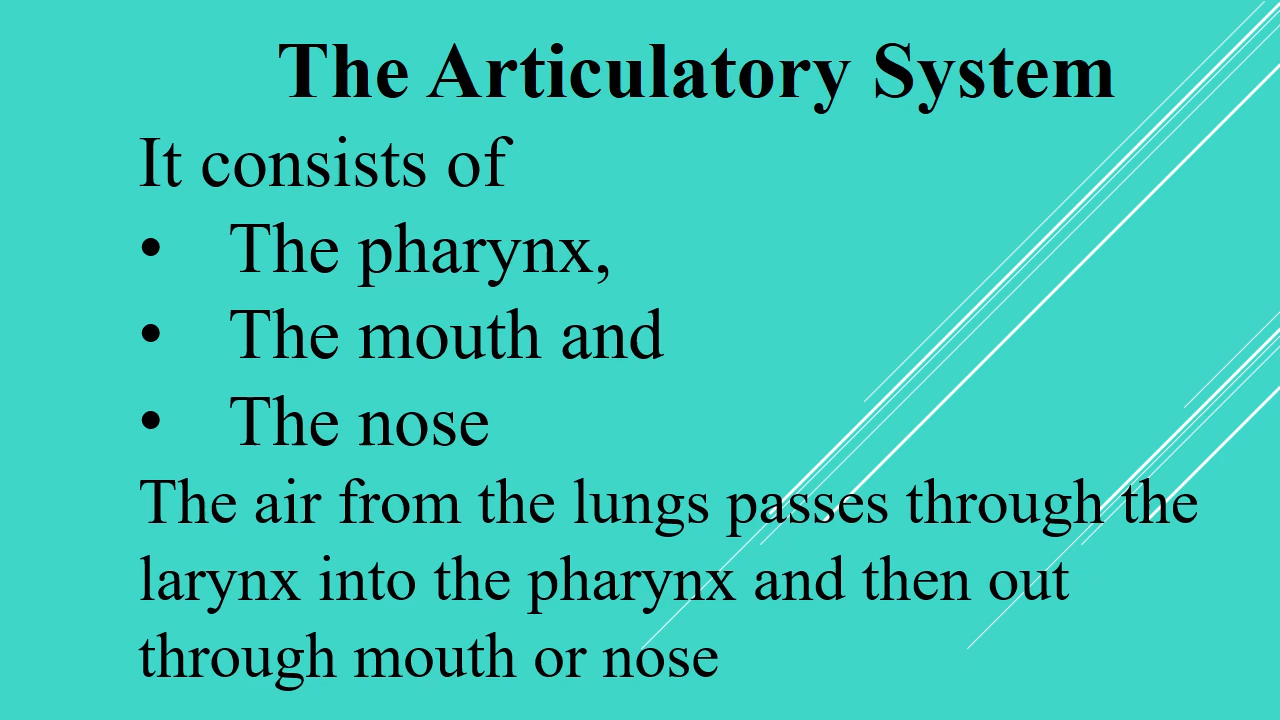 The Articulatory System
It consists of
• The pharynx,
• The mouth and
• The nose
The air from the lungs passes through the
larynx into the pharynx and then out
through mouth or nose